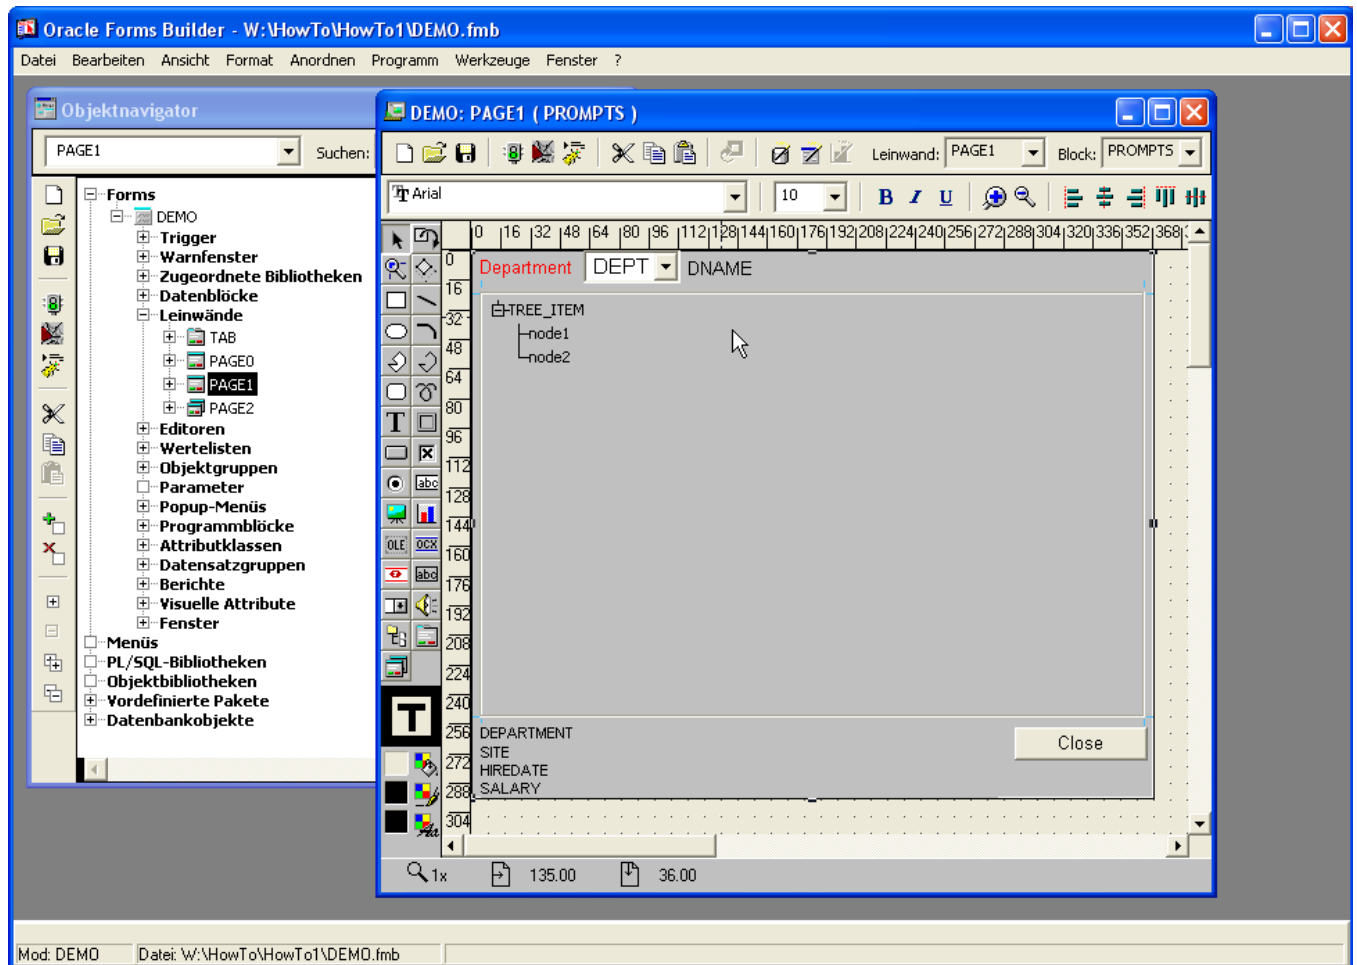 Oracle Forms Builder - W:\HowTo\HowTo1\DEMO.fmb
Datei Bearbeiten Ansicht Format Anordnen Programm Werkzeuge Fenster ?
Objektnavigator
PAGE1 Suchen:
Forms
DEMO
Trigger
Warnfenster
Zugeordnete Bibliotheken
Datenblöcke
Leinwände
TAB
PAGE0
PAGE1
PAGE2
Editoren
Wertelisten
Objektgruppen
Parameter
Popup-Menüs
Programmblöcke
Attributklassen
Datensatzgruppen
Berichte
Visuelle Attribute
Fenster
Menüs
PL/SQL-Bibliotheken
Objektbibliotheken
Vordefinierte Pakete
Datenbankobjekte
DEMO: PAGE1 ( PROMPTS )
Leinwand: PAGE1 Block: PROMPTS
Arial 10 B I U
0 16 32 48 64 80 96 112 128 144 160 176 192 208 224 240 256 272 288 304 320 336 352 368
0
16
32
48
64
80
96
112
128
144
160
176
192
208
224
240
256
272
288
304
T
abc
OLE OCX
abc
T
Aa
Department DEPT DNAME
TREE_ITEM
node1
node2
DEPARTMENT
SITE
HIREDATE
SALARY
Close
1x 135.00 36.00
Mod: DEMO Datei: W:\HowTo\HowTo1\DEMO.fmb